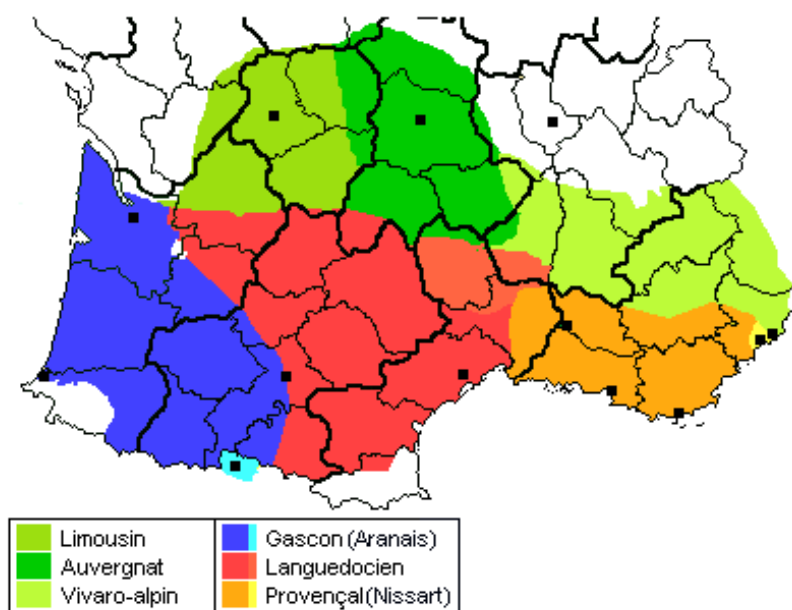 Limousin
Auvergnat
Vivaro-alpin
Gascon (Aranais)
Languedocien
Provençal(Nissart)